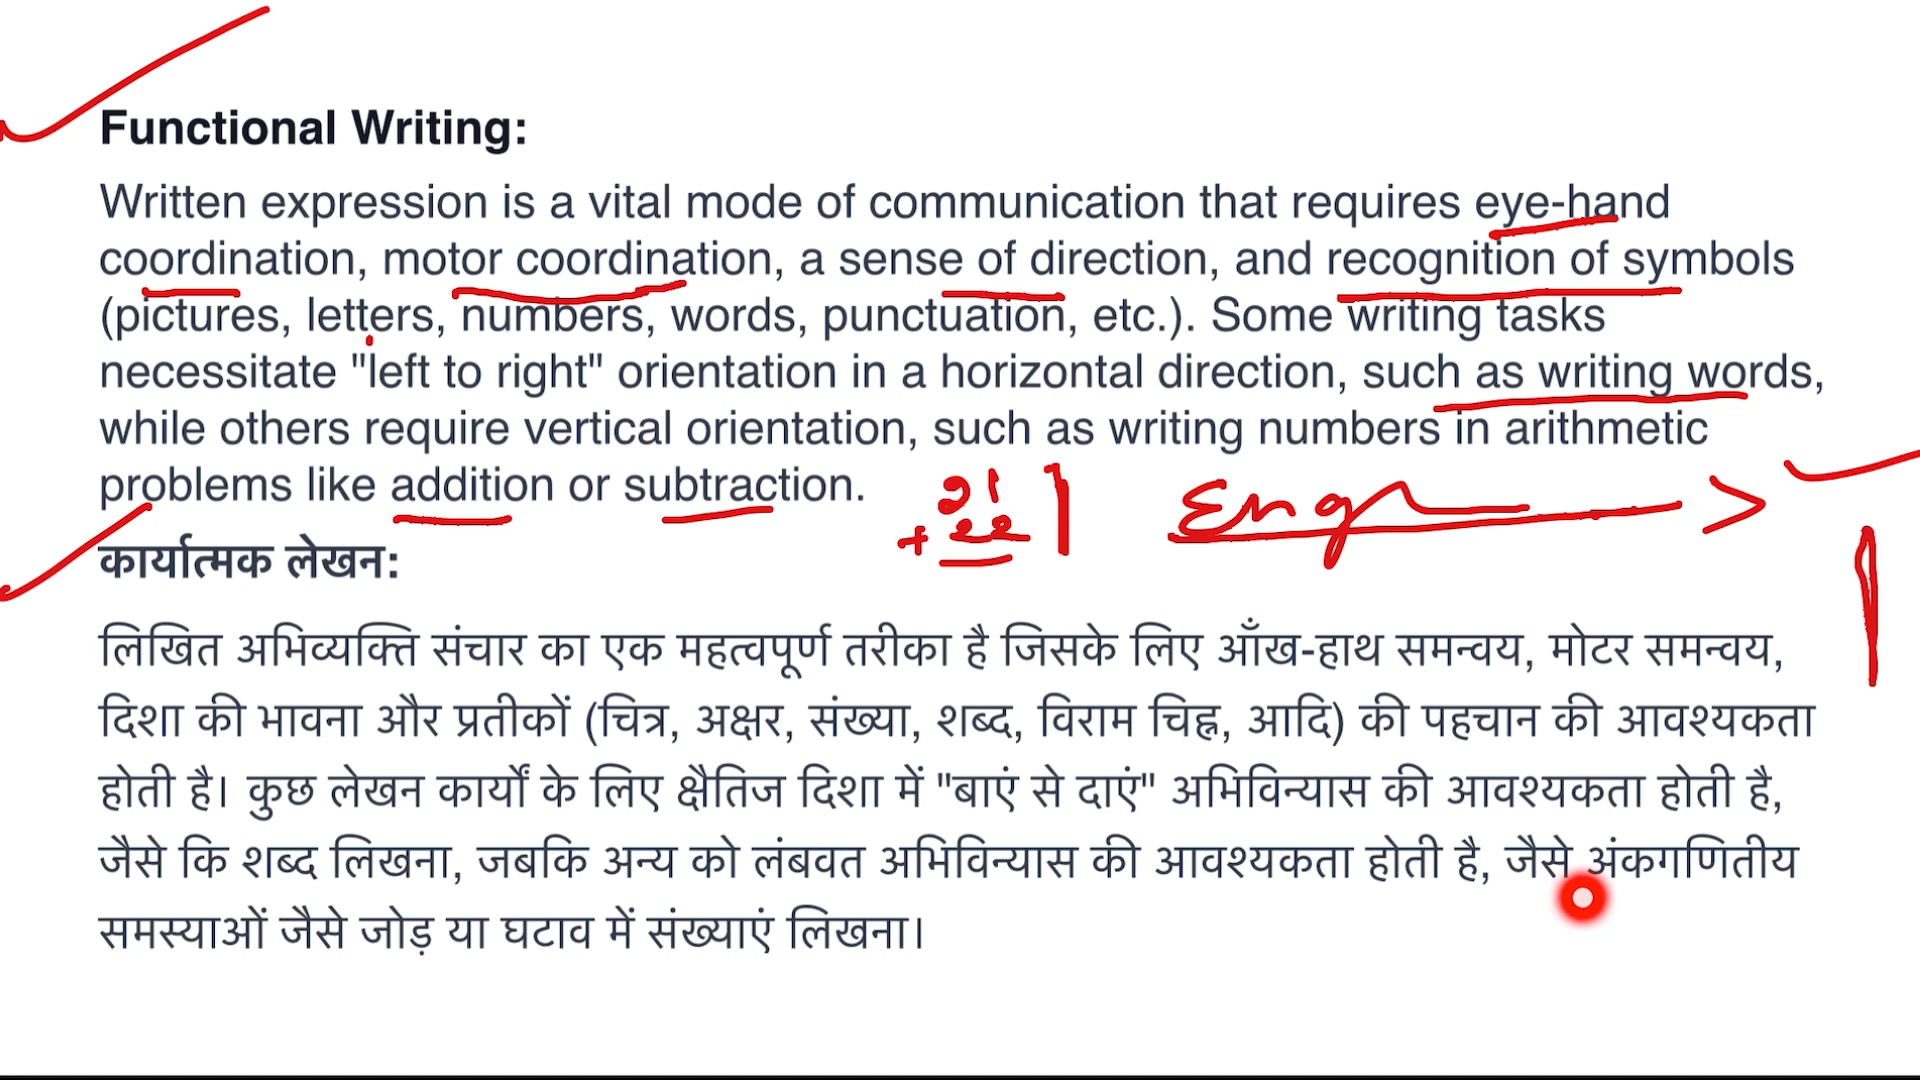 Functional Writing:
Written expression is a vital mode of communication that requires eye-hand
coordination, motor coordination, a sense of direction, and recognition of symbols
(pictures, letters, numbers, words, punctuation, etc.). Some writing tasks
necessitate "left to right" orientation in a horizontal direction, such as writing words,
while others require vertical orientation, such as writing numbers in arithmetic
problems like addition or subtraction.
21
+ 22
Eng
कार्यात्मक लेखन:
लिखित अभिव्यक्ति संचार का एक महत्वपूर्ण तरीका है जिसके लिए आँख-हाथ समन्वय, मोटर समन्वय,
दिशा की भावना और प्रतीकों (चित्र, अक्षर, संख्या, शब्द, विराम चिह्न, आदि) की पहचान की आवश्यकता
होती है। कुछ लेखन कार्यों के लिए क्षैतिज दिशा में "बाएं से दाएं" अभिविन्यास की आवश्यकता होती है,
जैसे कि शब्द लिखना, जबकि अन्य को लंबवत अभिविन्यास की आवश्यकता होती है, जैसे अंकगणितीय
समस्याओं जैसे जोड़ या घटाव में संख्याएं लिखना।